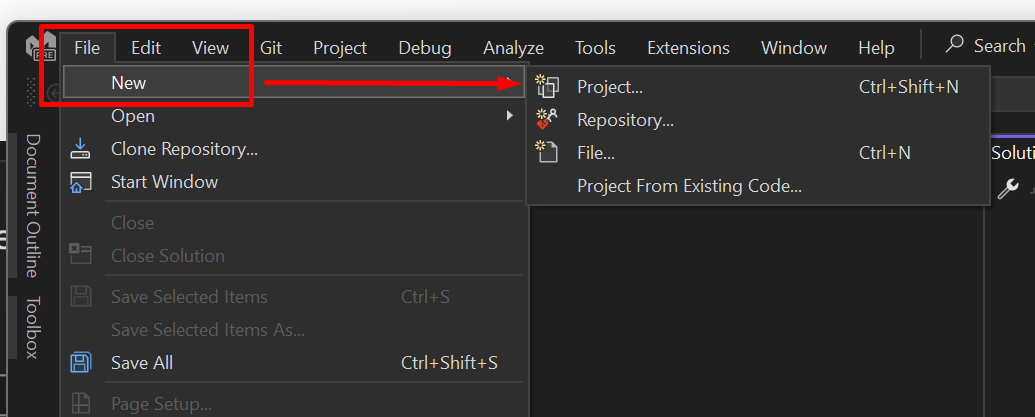 PRE File Edit View Git Project Debug Analyze Tools Extensions Window Help Search
New
Project... Ctrl+Shift+N
Open
Repository...
Clone Repository...
File... Ctrl+N
Start Window
Project From Existing Code...
Close
Close Solution
Save Selected Items Ctrl+S
Save Selected Items As...
Save All Ctrl+Shift+S
Page Setup...
Document Outline
Toolbox
Soluti